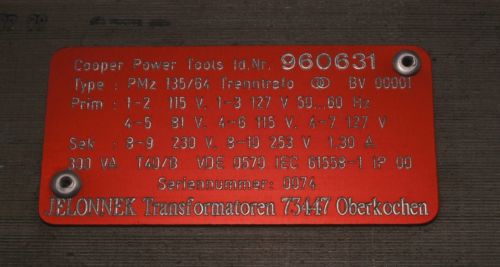 Cooper Power Tools Id.Nr. 960631
Type : PMz 135/64 Trenntrafo BV 00001
Prim : 1-2 115 V, 1-3 127 V 50...60 Hz
4-5 81 V, 4-6 115 V, 4-7 127 V
Sek : 8-9 230 V, 8-10 253 V 1,30 A
300 VA T40/B VDE 0570 IEC 61558-1 IP 00
Seriennummer: 0074
JELONNEK Transformatoren 73447 Oberkochen